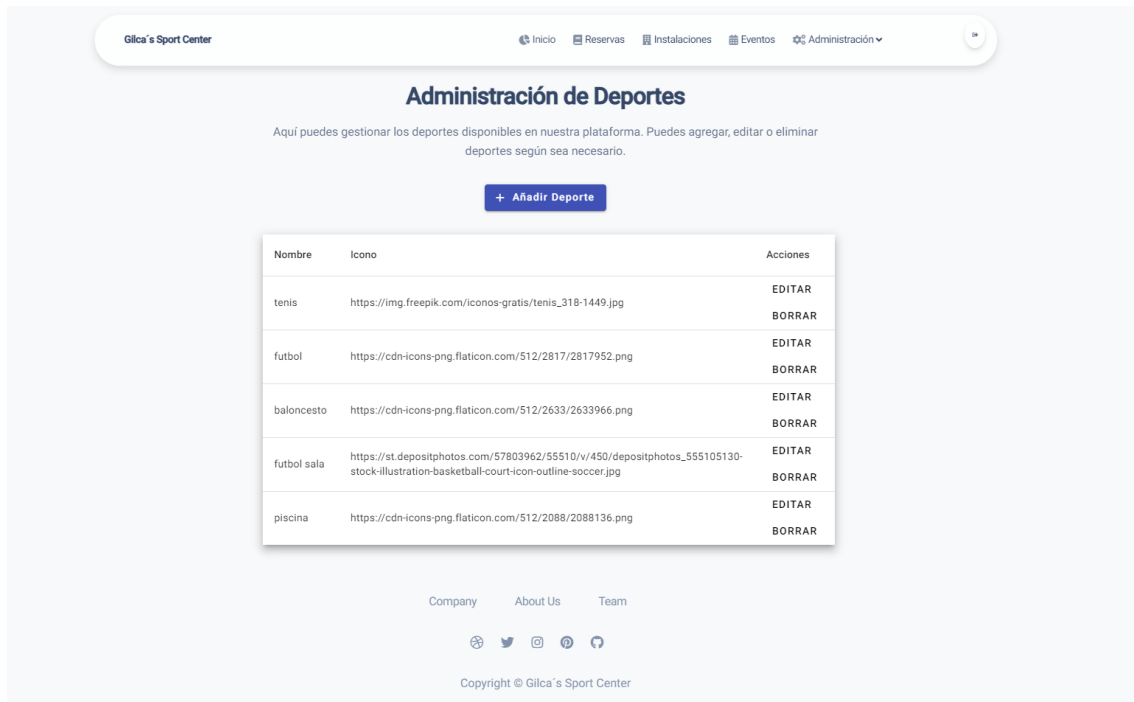 Gilca´s Sport Center Inicio Reservas Instalaciones Eventos Administración
Administración de Deportes
Aquí puedes gestionar los deportes disponibles en nuestra plataforma. Puedes agregar, editar o eliminar
deportes según sea necesario.
+ Añadir Deporte
Nombre Icono Acciones
tenis https://img.freepik.com/iconos-gratis/tenis_318-1449.jpg EDITAR
BORRAR
futbol https://cdn-icons-png.flaticon.com/512/2817/2817952.png EDITAR
BORRAR
baloncesto https://cdn-icons-png.flaticon.com/512/2633/2633966.png EDITAR
BORRAR
futbol sala https://st.depositphotos.com/57803962/55510/v/450/depositphotos_555105130-
stock-illustration-basketball-court-icon-outline-soccer.jpg EDITAR
BORRAR
piscina https://cdn-icons-png.flaticon.com/512/2088/2088136.png EDITAR
BORRAR
Company About Us Team
Copyright © Gilca´s Sport Center